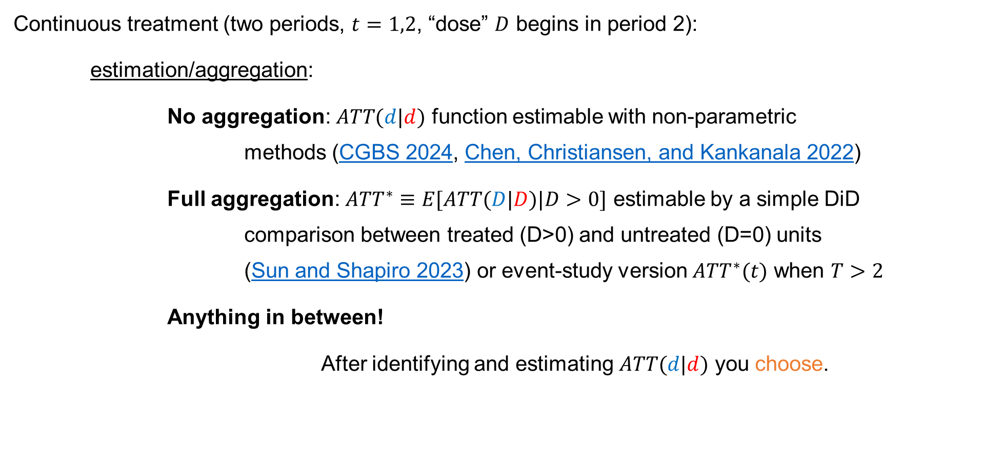 Continuous treatment (two periods, t = 1,2, “dose” D begins in period 2):
estimation/aggregation:
No aggregation: ATT(d|d) function estimable with non-parametric
methods (CGBS 2024, Chen, Christiansen, and Kankanala 2022)
Full aggregation: ATT* ≡ E[ATT(D|D)|D > 0] estimable by a simple DiD
comparison between treated (D>0) and untreated (D=0) units
(Sun and Shapiro 2023) or event-study version ATT*(t) when T > 2
Anything in between!
After identifying and estimating ATT(d|d) you choose.